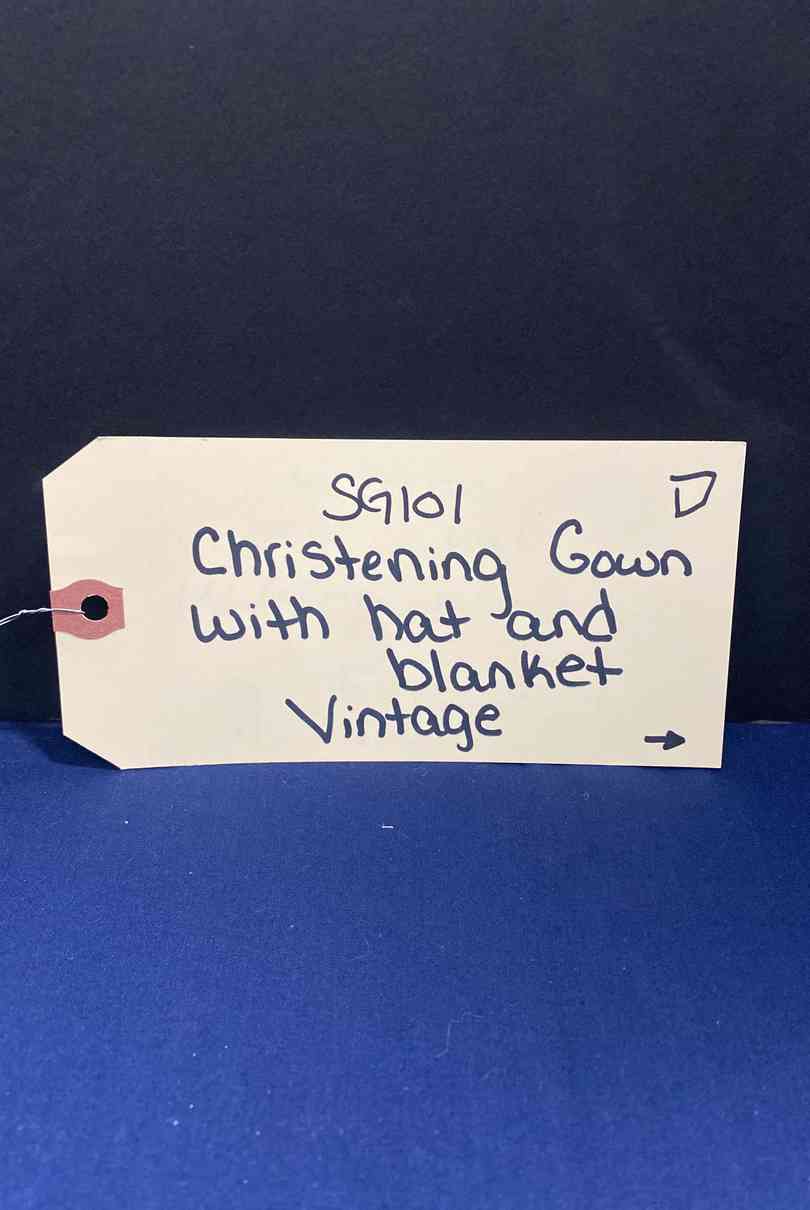 SG101
D
Christening Gown
with hat and
blanket
Vintage
→